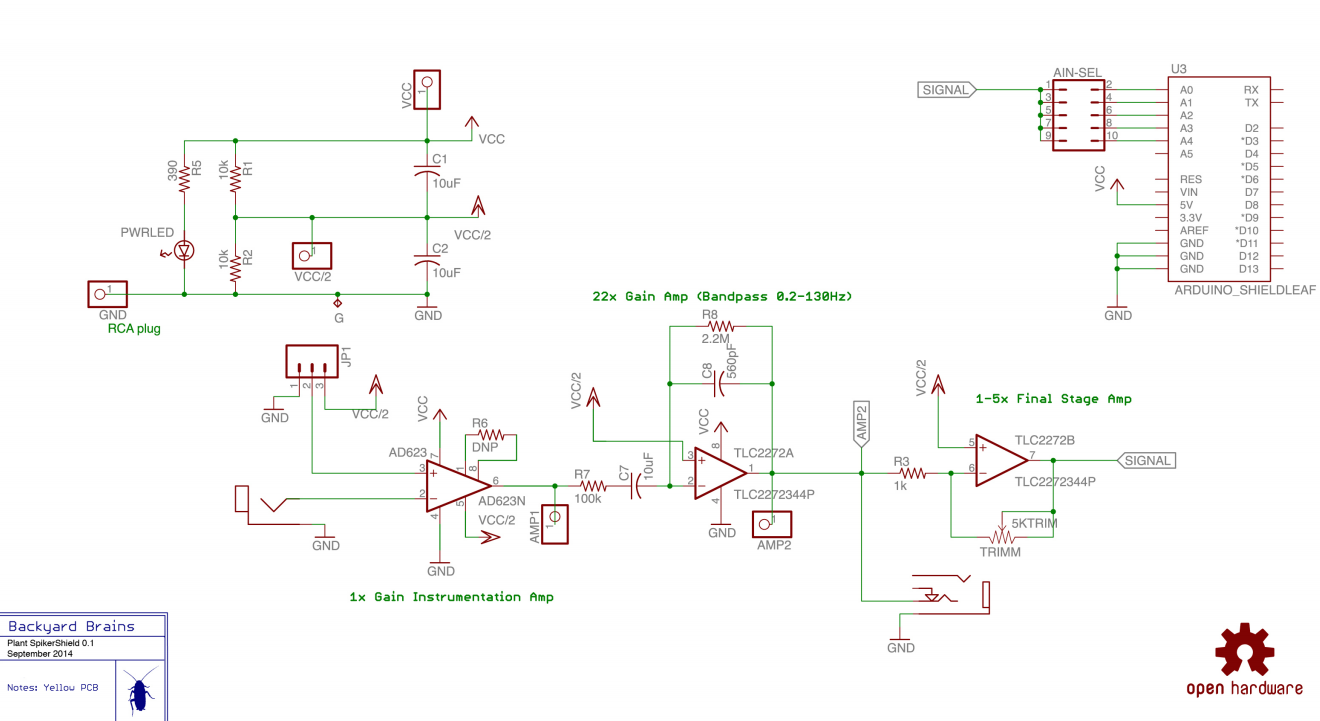 VCC
1
VCC
390
R5
10k
R1
C1
10uF
VCC/2
PWRLED
10k
R2
1
VCC/2
C2
10uF
1
GND
RCA plug
G
GND
SIGNAL
AIN-SEL
1
3
5
7
9
2
4
6
8
10
U3
A0
A1
A2
A3
A4
A5
RES
VIN
5V
3.3V
AREF
GND
GND
GND
RX
TX
D2
*D3
D4
*D5
*D6
D7
D8
*D9
*D10
*D11
D12
D13
ARDUINO_SHIELDLEAF
VCC
GND
22x Gain Amp (Bandpass 0.2-130Hz)
R8
2.2M
C8
560pF
JP1
1
2
3
GND
VCC/2
VCC
R6
DNP
AD623
3
2
7
1
8
6
5
4
AD623N
VCC/2
GND
GND
1x Gain Instrumentation Amp
AMP1
1
R7
100k
C7
10uF
VCC/2
VCC
8
3
2
1
4
TLC2272A
TLC2272344P
GND
1
AMP2
AMP2
R3
1k
VCC/2
1-5x Final Stage Amp
5
6
7
TLC2272B
TLC2272344P
SIGNAL
5KTRIM
TRIMM
GND
Backyard Brains
Plant SpikerShield 0.1
September 2014
Notes: Yellow PCB
open hardware